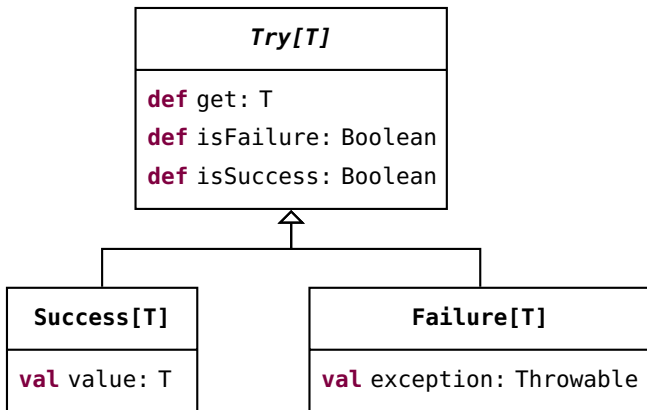 Try[T]
def get: T
def isFailure: Boolean
def isSuccess: Boolean
Success[T]
val value: T
Failure[T]
val exception: Throwable